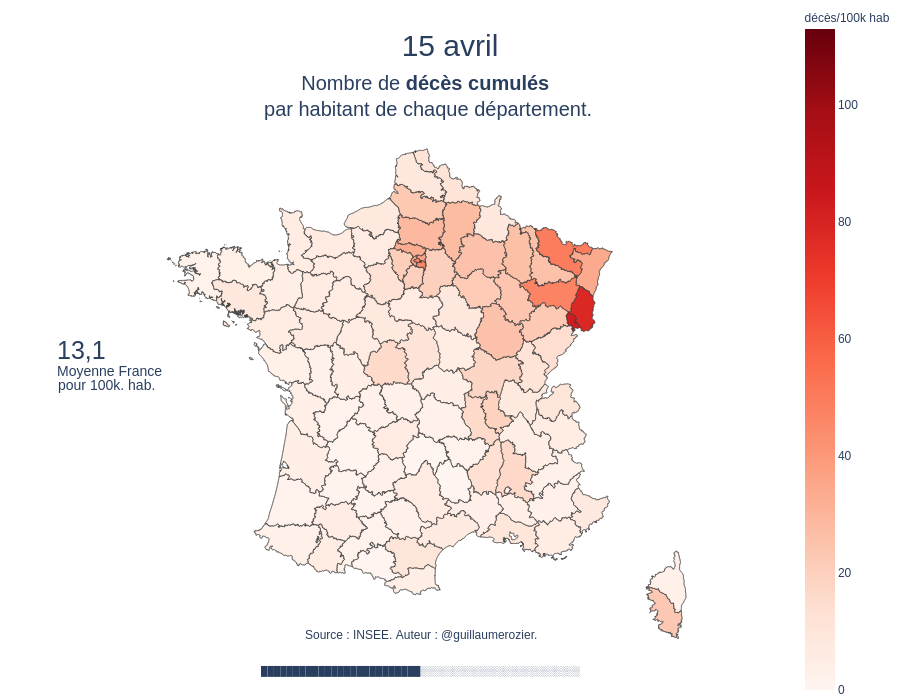 15 avril
Nombre de décès cumulés
par habitant de chaque département.
décès/100k hab
100
80
60
40
20
0
13,1
Moyenne France
pour 100k. hab.
Source : INSEE. Auteur : @guillaumerozier.